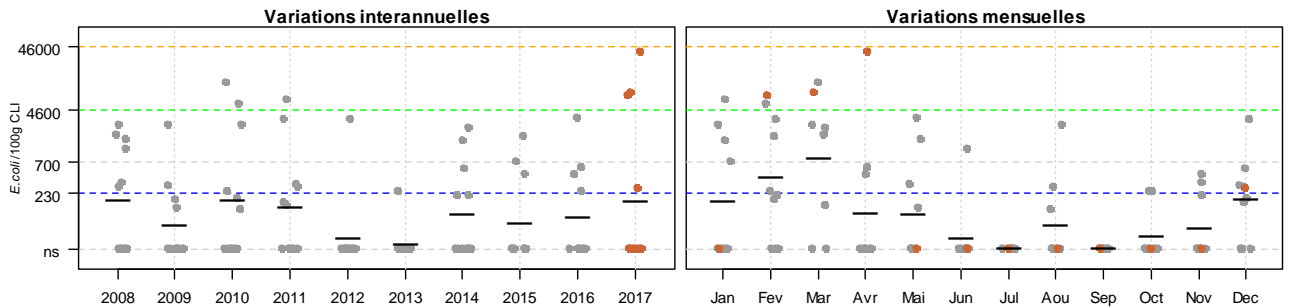 Variations interannuelles
Variations mensuelles
E.coli /100g CLI
46000
4600
700
230
ns
2008 2009 2010 2011 2012 2013 2014 2015 2016 2017
Jan Fev Mar Avr Mai Jun Jul Aou Sep Oct Nov Dec